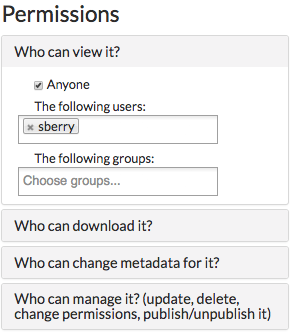 Permissions
Who can view it?
Anyone
The following users:
× sberry
The following groups:
Choose groups...
Who can download it?
Who can change metadata for it?
Who can manage it? (update, delete,
change permissions, publish/unpublish it)